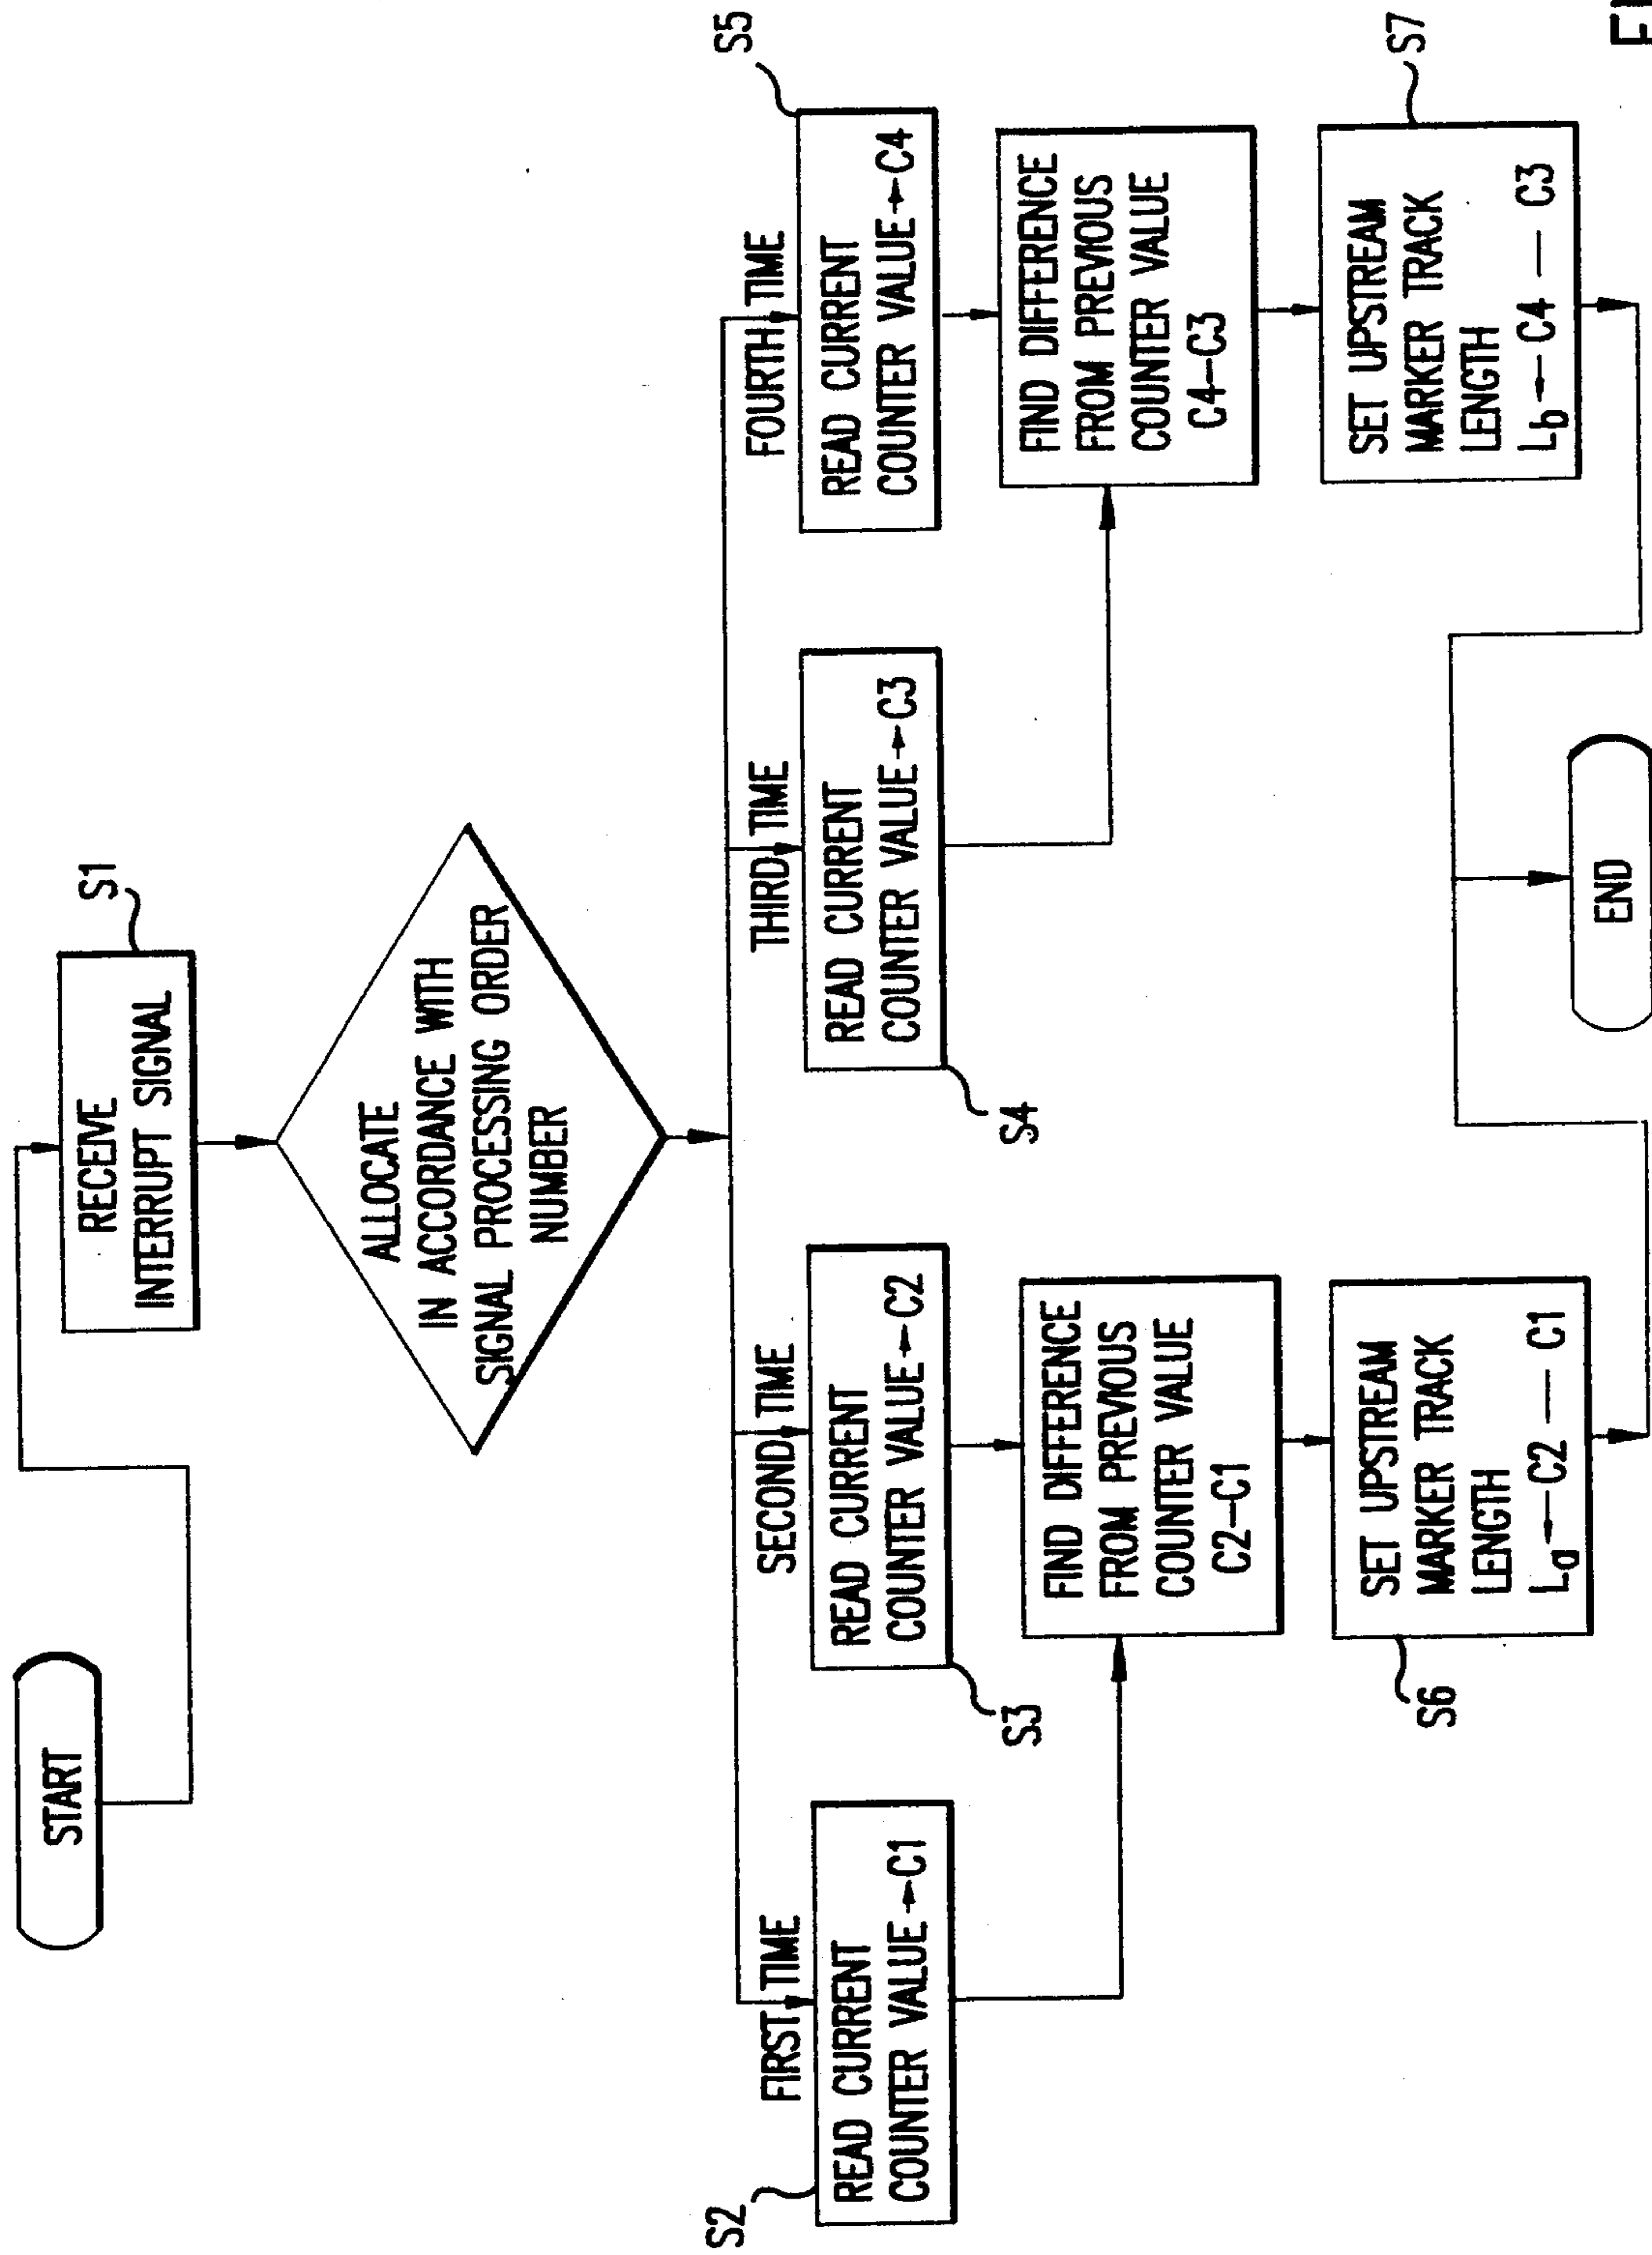 START
S1
RECEIVE
INTERRUPT SIGNAL
ALLOCATE
IN ACCORDANCE WITH
SIGNAL PROCESSING ORDER
NUMBER
FIRST TIME
SECOND TIME
THIRD TIME
FOURTH TIME
S2
READ CURRENT
COUNTER VALUE→C1
S3
READ CURRENT
COUNTER VALUE→C2
S4
READ CURRENT
COUNTER VALUE→C3
S5
READ CURRENT
COUNTER VALUE→C4
FIND DIFFERENCE
FROM PREVIOUS
COUNTER VALUE
C2-C1
FIND DIFFERENCE
FROM PREVIOUS
COUNTER VALUE
C4-C3
S6
SET UPSTREAM
MARKER TRACK
LENGTH
La←C2 — C1
S7
SET UPSTREAM
MARKER TRACK
LENGTH
Lb←C4 — C3
END